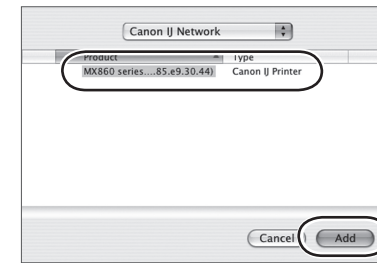 Canon IJ Network
Product Type
MX860 series....85.e9.30.44) Canon IJ Printer
Cancel Add